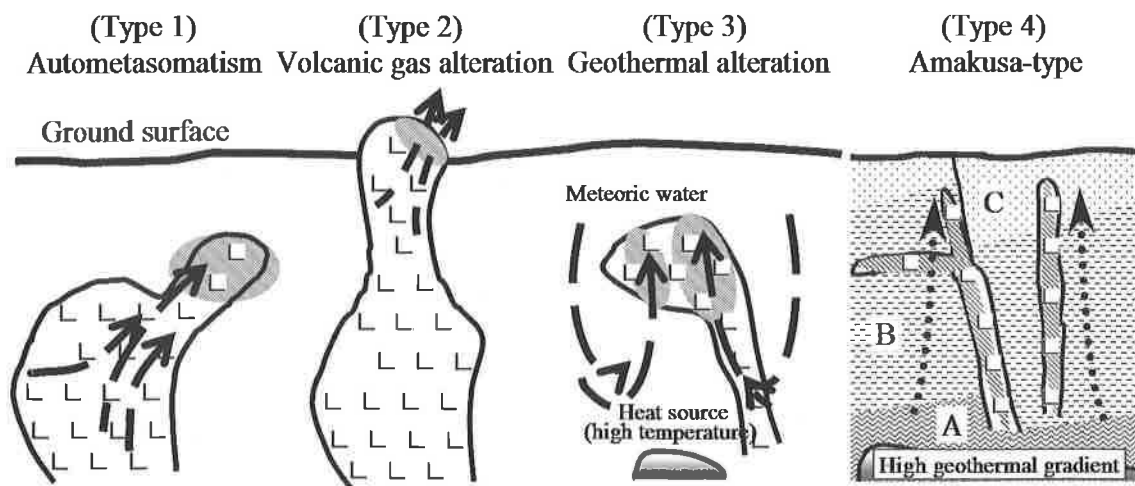 (Type 1)
Autometasomatism
(Type 2)
Volcanic gas alteration
(Type 3)
Geothermal alteration
(Type 4)
Amakusa-type
Ground surface
Meteoric water
Heat source
(high temperature)
C
B
A
High geothermal gradient